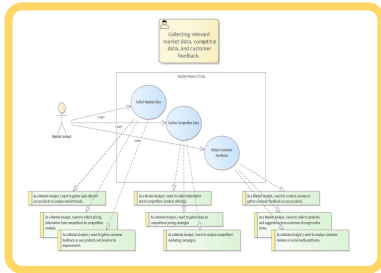 Collecting relevant
market data, competitor
data, and customer
feedback.
Market Research Data
Collect Market Data
Gather Competitor Data
Obtain Customer
Feedback
Market Analyst
As a Market Analyst, I want to gather sales data on
our products to analyze market trends.
As a Market Analyst, I want to collect information
about competitors' product offerings.
As a Market Analyst, I want to conduct surveys to
gather customer feedback on our products.
As a Market Analyst, I want to collect pricing
information from competitors for competitive
analysis.
As a Market Analyst, I want to gather data on
competitors' pricing strategies.
As a Market Analyst, I want to collect comments
and suggestions from customers through online
forms.
As a Market Analyst, I want to gather customer
feedback on our products and services for
improvement.
As a Market Analyst, I want to analyze competitors'
marketing campaigns.
As a Market Analyst, I want to analyze customer
reviews on social media platforms.